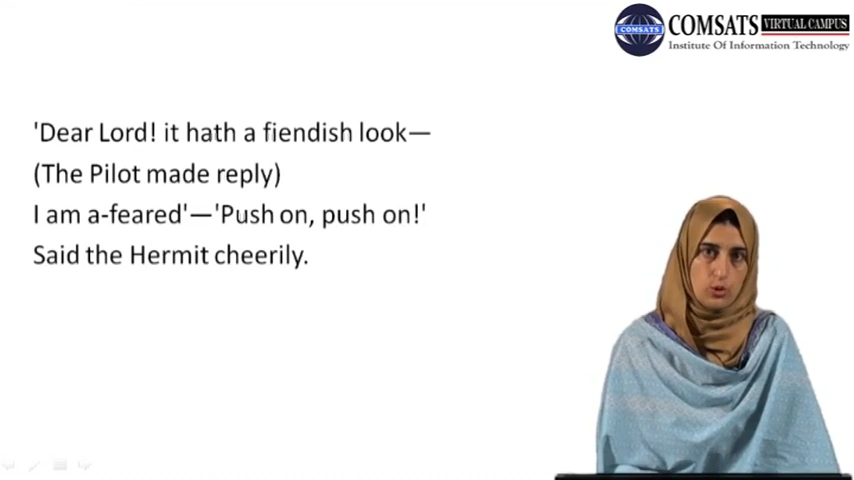 COMSATS
COMSATS VIRTUAL CAMPUS
Institute Of Information Technology
'Dear Lord! it hath a fiendish look—
(The Pilot made reply)
I am a-feared'—'Push on, push on!'
Said the Hermit cheerily.